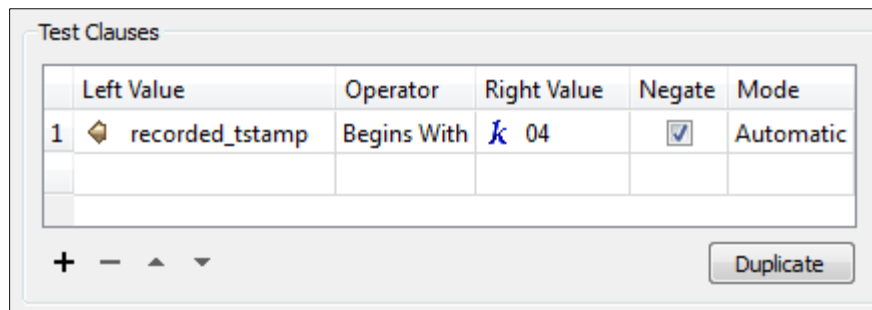 Test Clauses
Left Value Operator Right Value Negate Mode
1 recorded_tstamp Begins With k 04 Automatic
Duplicate